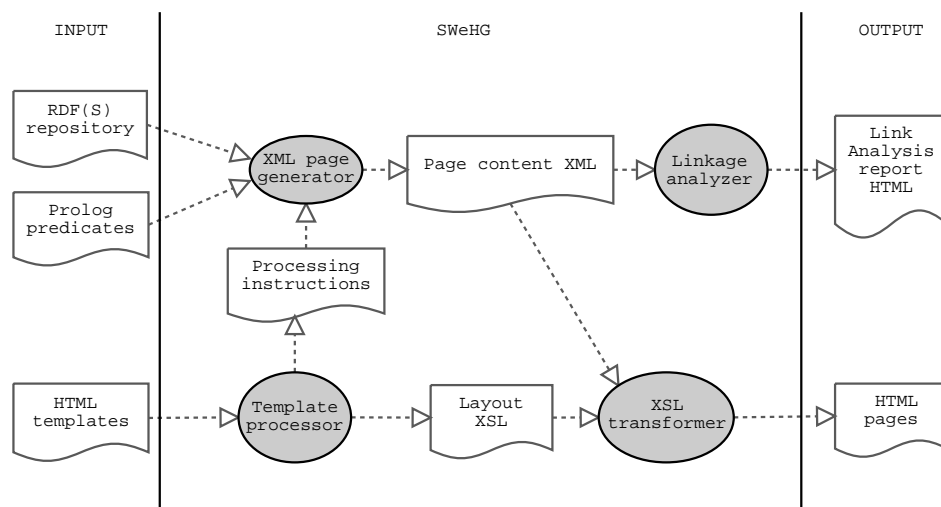 INPUT
SWeHG
OUTPUT
RDF(S)
repository
XML page
generator
Page content XML
Linkage
analyzer
Link
Analysis
report
HTML
Prolog
predicates
Processing
instructions
HTML
templates
Template
processor
Layout
XSL
XSL
transformer
HTML
pages